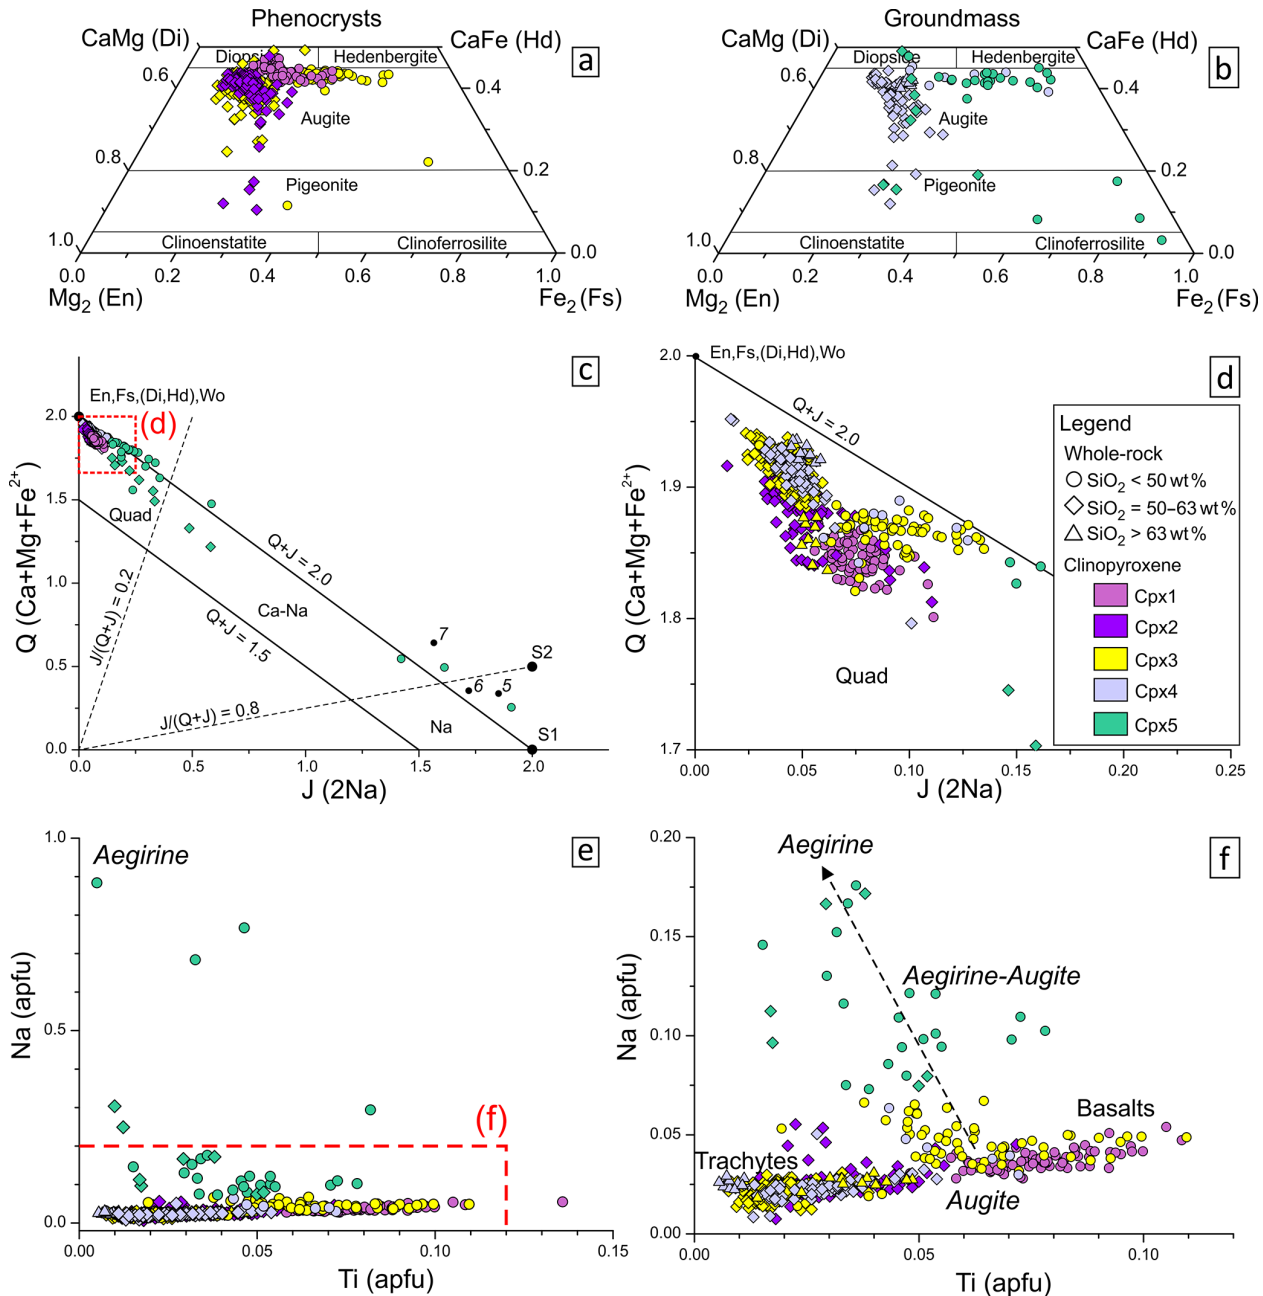 Phenocrysts
CaMg (Di)
CaFe (Hd)
a
Diopside
Hedenbergite
0.6
0.4
Augite
0.8
0.2
Pigeonite
1.0
Clinoenstatite
Clinoferrosilite
0.0
0.0 0.2 0.4 0.6 0.8 1.0
Mg2 (En)
Fe2 (Fs)
Groundmass
CaMg (Di)
CaFe (Hd)
b
Diopside
Hedenbergite
0.6
0.4
Augite
0.8
0.2
Pigeonite
1.0
Clinoenstatite
Clinoferrosilite
0.0
0.0 0.2 0.4 0.6 0.8 1.0
Mg2 (En)
Fe2 (Fs)
c
En,Fs,(Di,Hd),Wo
2.0
(d)
1.5
Quad
Q+J = 2.0
1.0
Ca-Na
J/(Q+J) = 0.2
Q+J = 1.5
7
S2
0.5
6
5
J/(Q+J) = 0.8
Na
S1
0.0
0.0 0.5 1.0 1.5 2.0
Q (Ca+Mg+Fe2+)
J (2Na)
d
2.0
En,Fs,(Di,Hd),Wo
Q+J = 2.0
1.9
1.8
Quad
1.7
0.00 0.05 0.10 0.15 0.20 0.25
Q (Ca+Mg+Fe2+)
J (2Na)
Legend
Whole-rock
SiO2 < 50 wt%
SiO2 = 50–63 wt%
SiO2 > 63 wt%
Clinopyroxene
Cpx1
Cpx2
Cpx3
Cpx4
Cpx5
e
1.0
Aegirine
0.5
(f)
0.0
0.00 0.05 0.10 0.15
Na (apfu)
Ti (apfu)
f
0.20
Aegirine
0.15
Aegirine-Augite
0.10
Basalts
0.05
Trachytes
Augite
0.00
0.00 0.05 0.10
Na (apfu)
Ti (apfu)